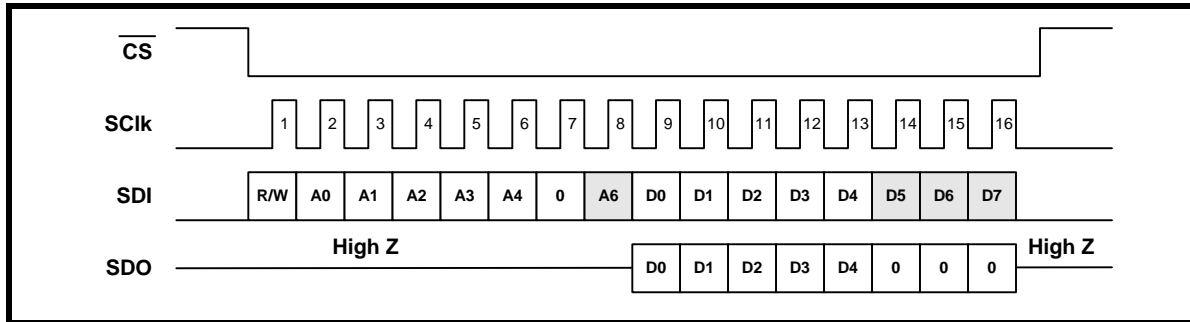 CS
SClk 1 2 3 4 5 6 7 8 9 10 11 12 13 14 15 16
SDI R/W A0 A1 A2 A3 A4 0 A6 D0 D1 D2 D3 D4 D5 D6 D7
High Z High Z
SDO D0 D1 D2 D3 D4 0 0 0